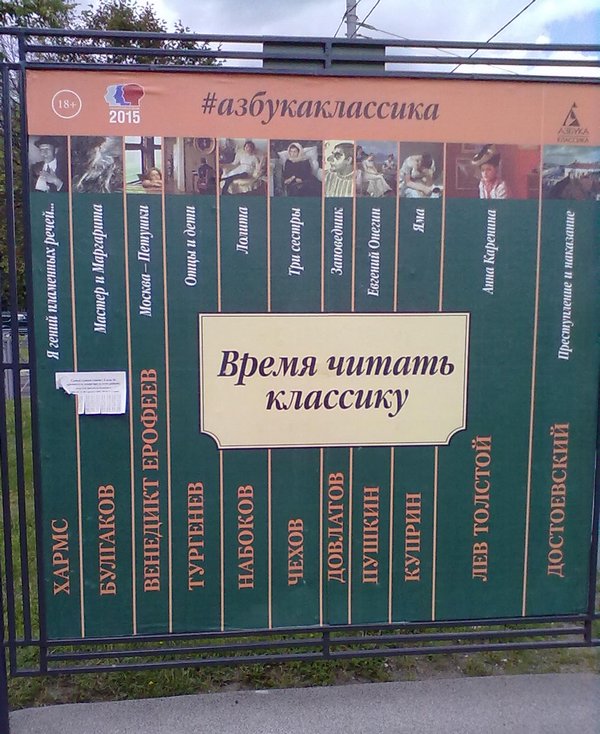 18+
2015
#азбукаклассика
АЗБУКА
КЛАССИКА
Я гений пламенных речей...
Мастер и Маргарита
Москва – Петушки
Отцы и дети
Лолита
Три сестры
Заповедник
Евгений Онегин
Яма
Анна Каренина
Преступление и наказание
Время читать
классику
ХАРМС
БУЛГАКОВ
ВЕНЕДИКТ ЕРОФЕЕВ
ТУРГЕНЕВ
НАБОКОВ
ЧЕХОВ
ДОВЛАТОВ
ПУШКИН
КУПРИН
ЛЕВ ТОЛСТОЙ
ДОСТОЕВСКИЙ